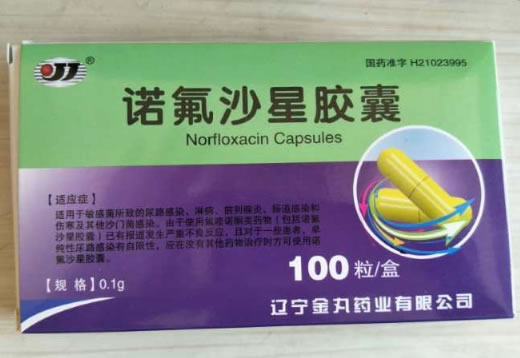 JJ®
国药准字 H21023995
诺氟沙星胶囊
Norfloxacin Capsules
【适应症】
适用于敏感菌所致的尿路感染、淋病、前列腺炎、肠道感染和
伤寒及其他沙门菌感染。由于使用氟喹诺酮类药物（包括诺氟
沙星胶囊）已有报道发生严重不良反应，且对于一些患者，单
纯性尿路感染有自限性，应在没有其他药物治疗时方可使用诺
氟沙星胶囊。
【规 格】0.1g
100粒/盒
辽宁金丸药业有限公司